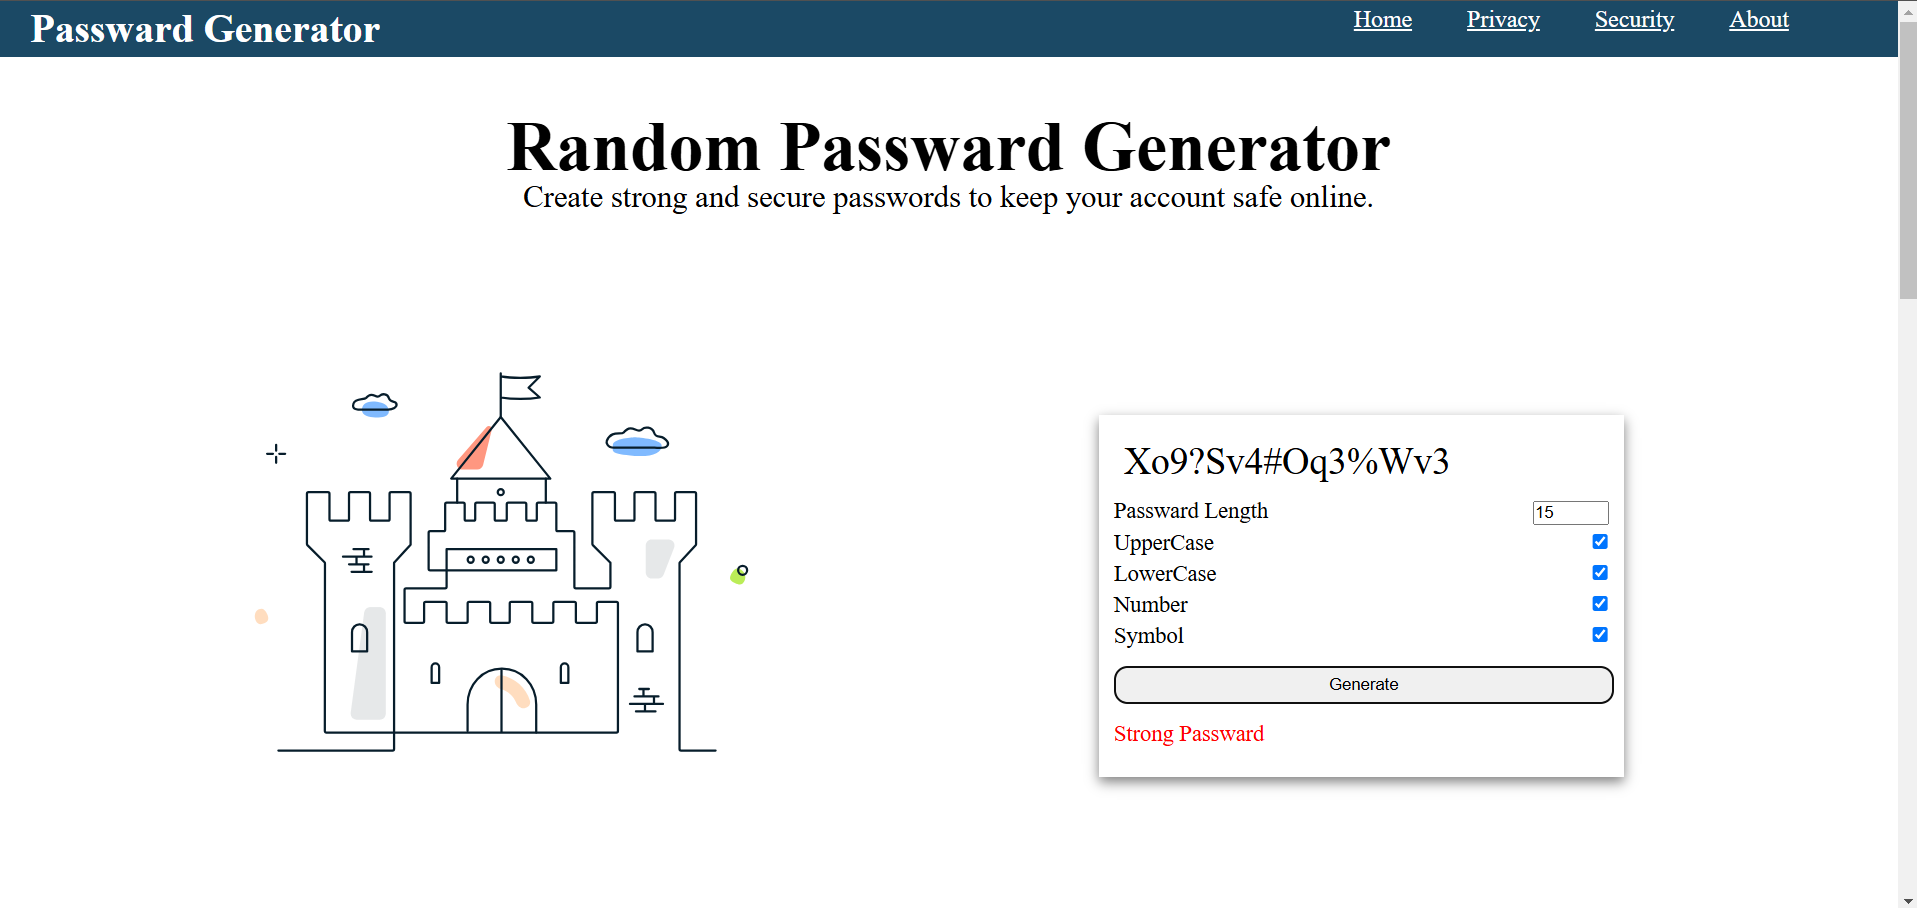 Passward Generator
Home Privacy Security About
Random Passward Generator
Create strong and secure passwords to keep your account safe online.
Xo9?Sv4#Oq3%Wv3
Passward Length 15
UpperCase
LowerCase
Number
Symbol
Generate
Strong Passward